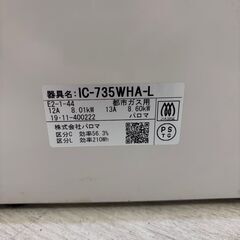 器具名:IC-735WHA-L
E2-1-44 都市ガス用
12A 8.01kW 13A 8.60kW
19・11-400222 パロマ
株式会社パロマ
区分C 効率56.3%
区分L 効率210Wh
PS
TG